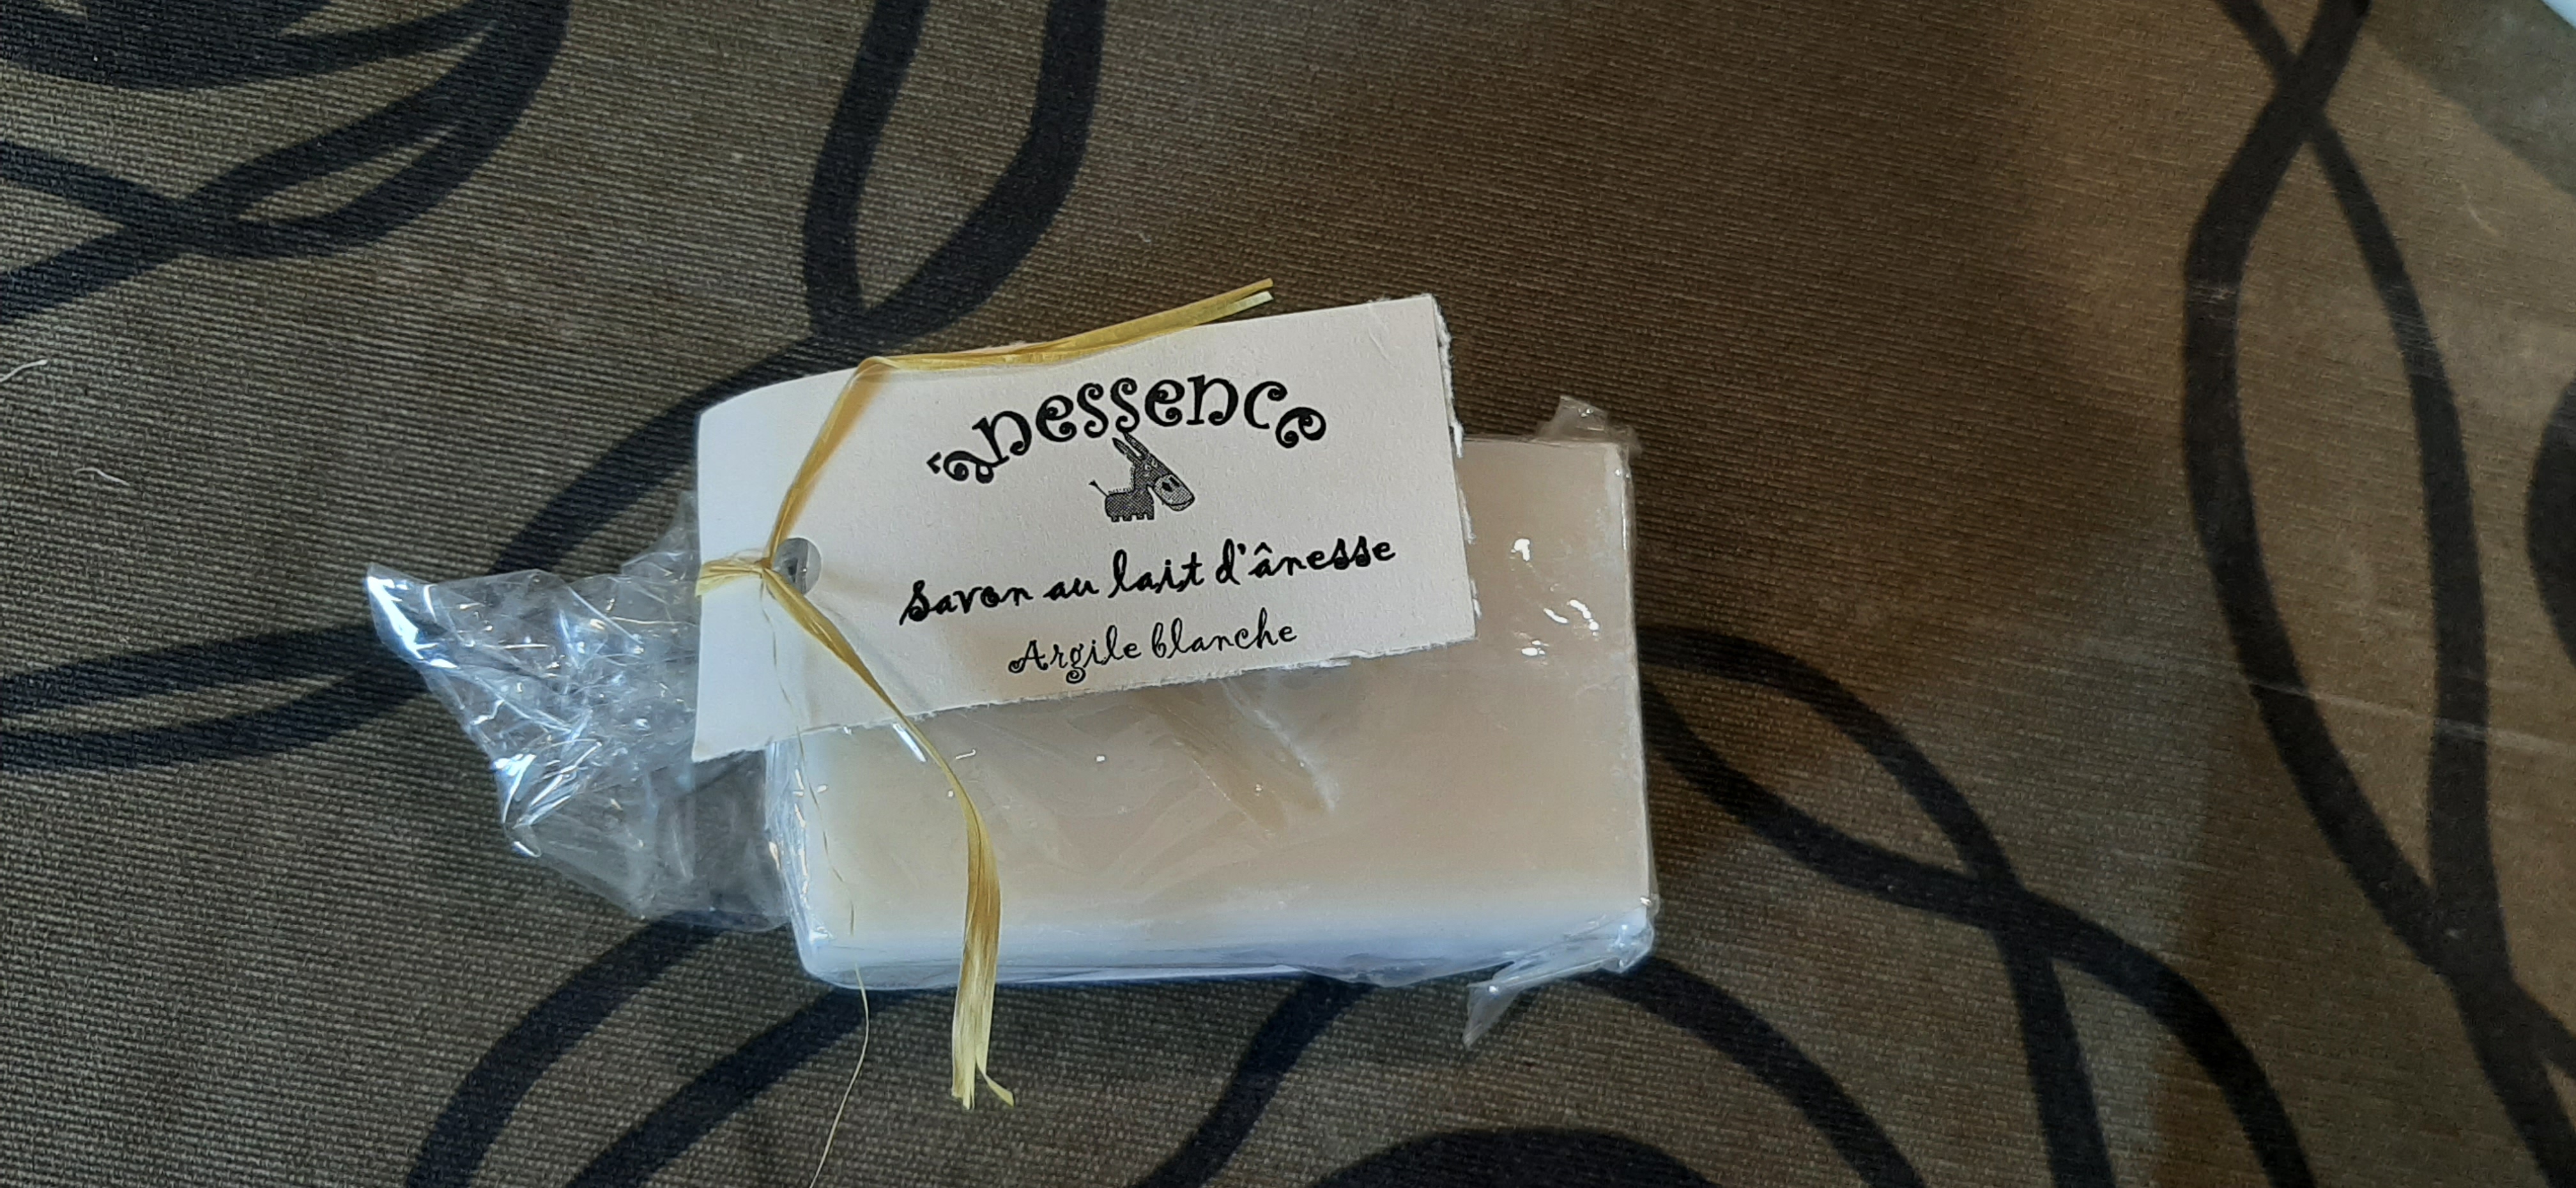 ânessence
Savon au lait d'ânesse
Argile blanche